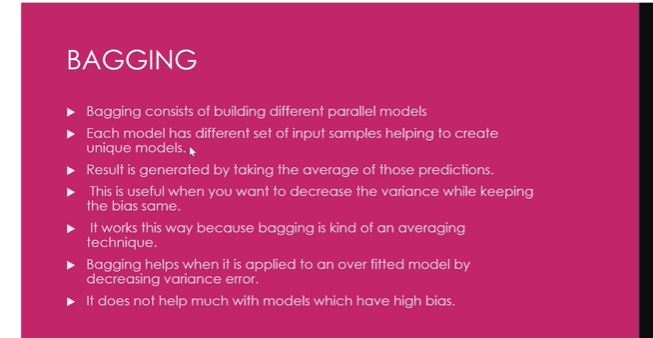 BAGGING
Bagging consists of building different parallel models
Each model has different set of input samples helping to create
unique models.
Result is generated by taking the average of those predictions.
This is useful when you want to decrease the variance while keeping
the bias same.
It works this way because bagging is kind of an averaging
technique.
Bagging helps when it is applied to an over fitted model by
decreasing variance error.
It does not help much with models which have high bias.